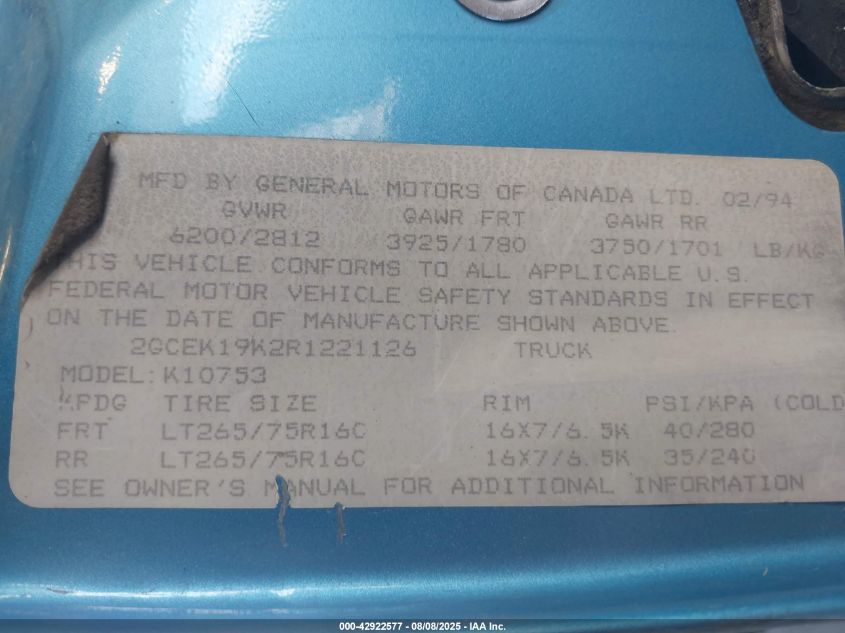 MFD BY GENERAL MOTORS OF CANADA LTD. 02/94
GVWR GAWR FRT GAWR RR
6200/2812 3925/1780 3750/1701 LB/KG
THIS VEHICLE CONFORMS TO ALL APPLICABLE U.S.
FEDERAL MOTOR VEHICLE SAFETY STANDARDS IN EFFECT
ON THE DATE OF MANUFACTURE SHOWN ABOVE.
2GCEK19K2R1221126 TRUCK
MODEL:K10753
TIRE SIZE RIM PSI/KPA (COLD
FRT LT265/75R16C 16X7/6.5K 40/280
RR LT265/75R16C 16X7/6.5K 35/240
SEE OWNER'S MANUAL FOR ADDITIONAL INFORMATION
000-42922577 - 08/08/2025 - IAA Inc.